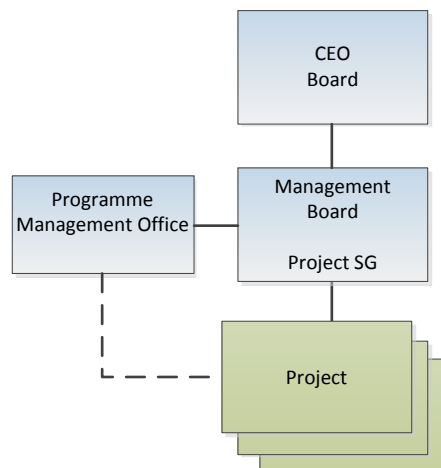 CEO
Board
Programme
Management Office
Management
Board
Project SG
Project